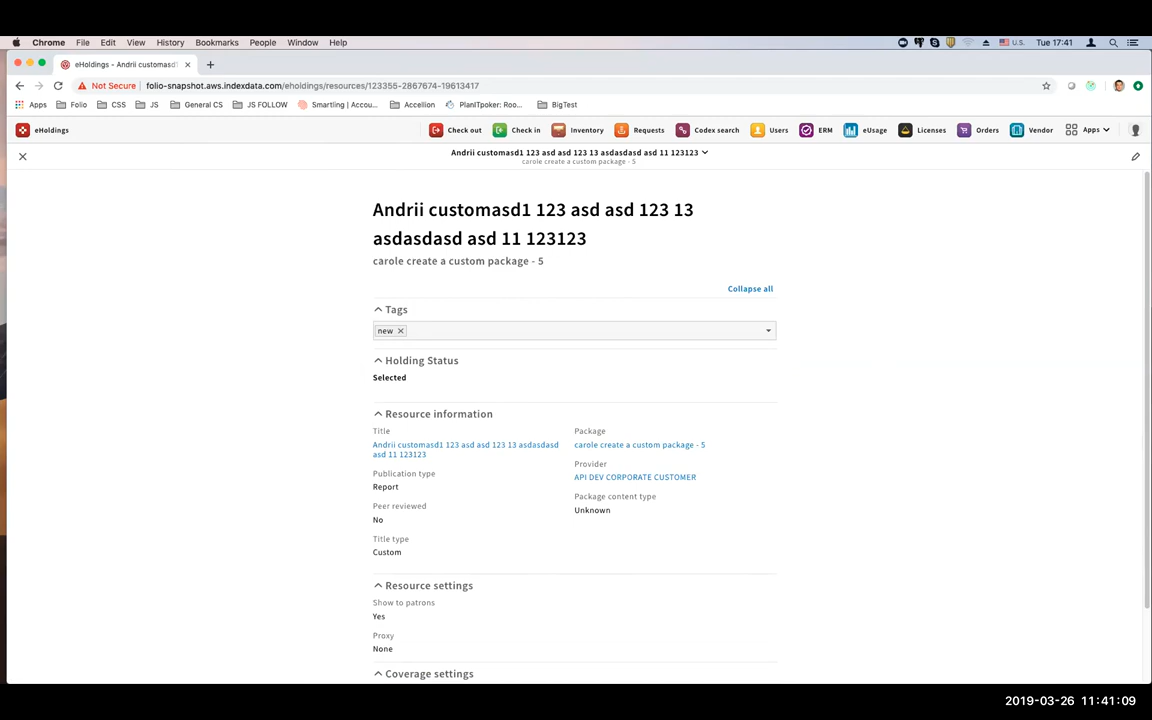 Chrome File Edit View History Bookmarks People Window Help U.S. Tue 17:41
eHoldings - Andrii customasd1
Not Secure folio-snapshot.aws.indexdata.com/eholdings/resources/123355-2867674-19613417
Apps Folio CSS JS General CS JS FOLLOW Smartling | Accou... Accelion PlanITpoker: Roo... BigTest
eHoldings Check out Check in Inventory Requests Codex search Users ERM eUsage Licenses Orders Vendor Apps
Andrii customasd1 123 asd asd 123 13 asdasdasd asd 11 123123
carole create a custom package - 5
Andrii customasd1 123 asd asd 123 13
asdasdasd asd 11 123123
carole create a custom package - 5
Collapse all
Tags
new
Holding Status
Selected
Resource information
Title
Andrii customasd1 123 asd asd 123 13 asdasdasd
asd 11 123123
Publication type
Report
Peer reviewed
No
Title type
Custom
Package
carole create a custom package - 5
Provider
API DEV CORPORATE CUSTOMER
Package content type
Unknown
Resource settings
Show to patrons
Yes
Proxy
None
Coverage settings
2019-03-26 11:41:09